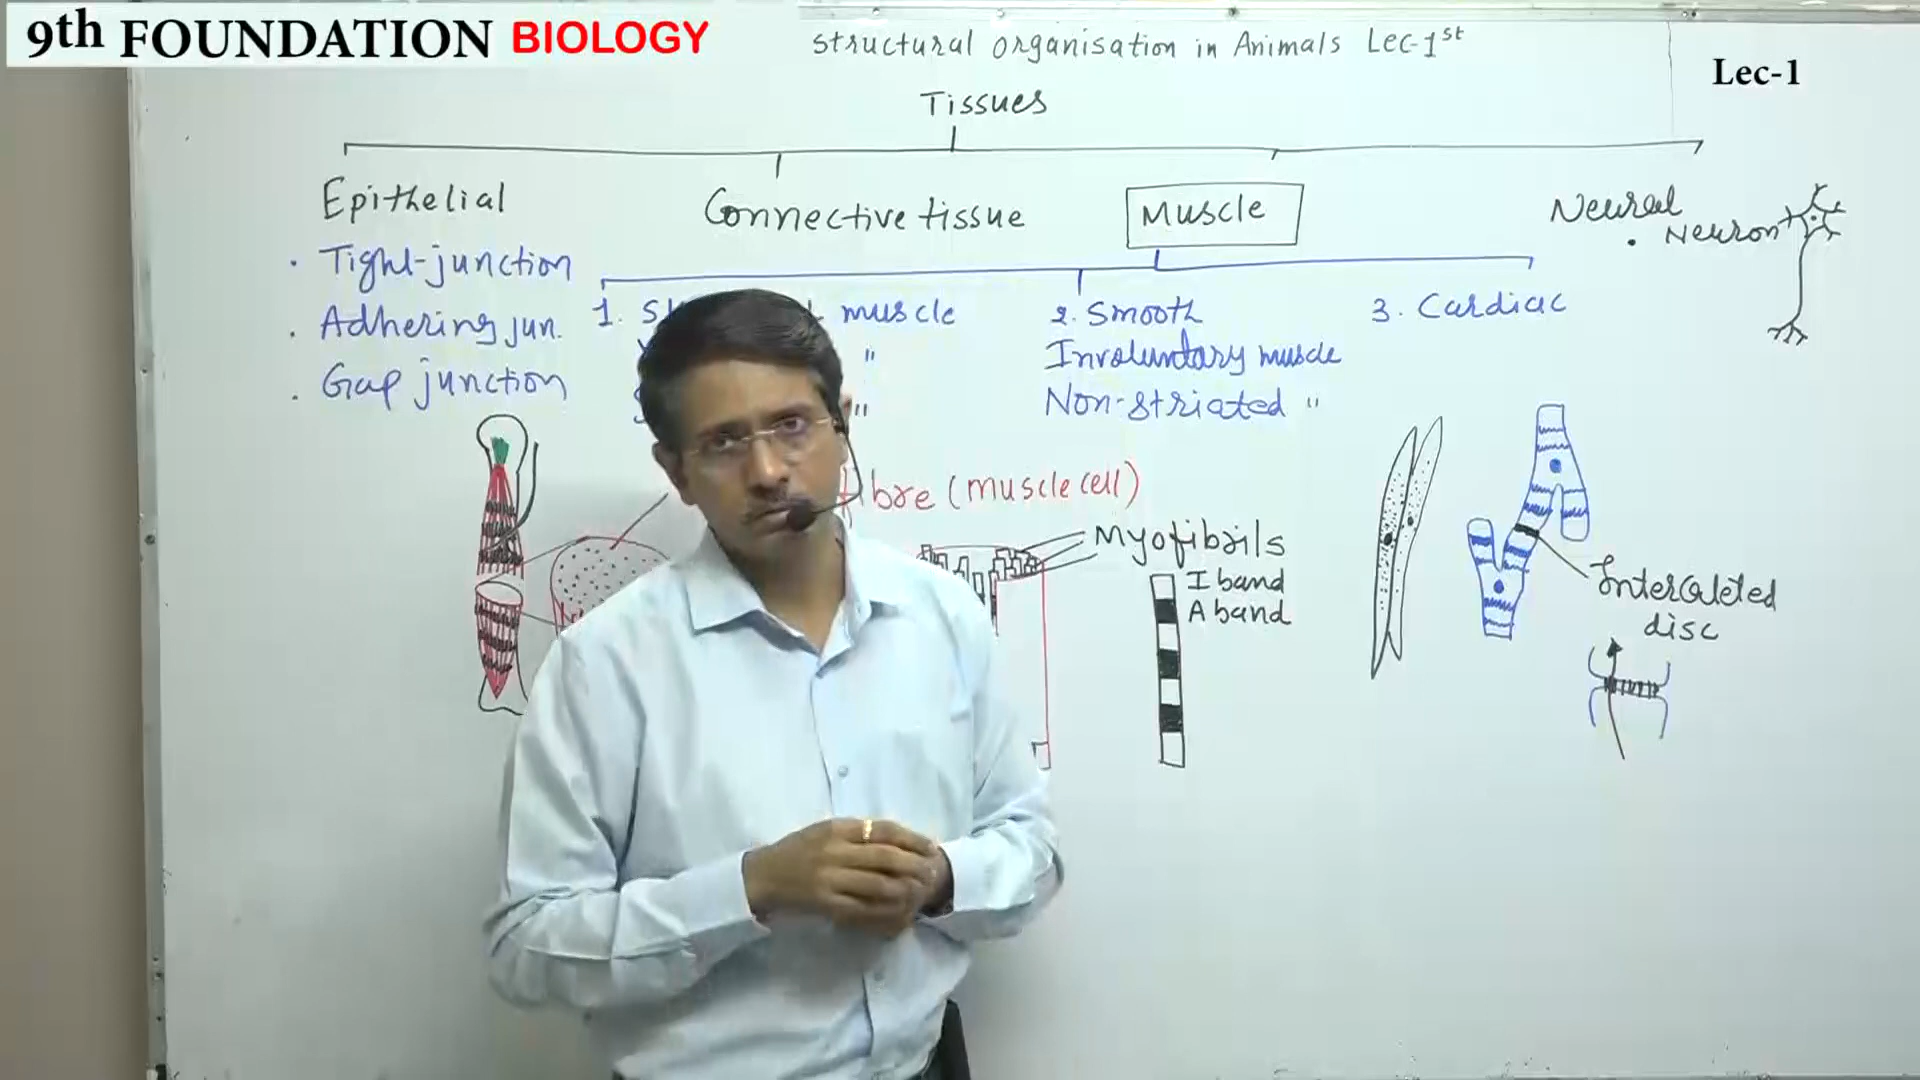 9th FOUNDATION BIOLOGY
Structural Organisation in Animals Lec-1st
Lec-1
Tissues
Epithelial
Connective tissue
Muscle
Neural
. Neuron
. Tight-junction
. Adhering jun.
. Gap junction
1. muscle
"
"
2. Smooth
Involuntary muscle
Non-striated "
3. Cardiac
fibre (muscle cell)
Myofibrils
I band
A band
Intercaleted
disc